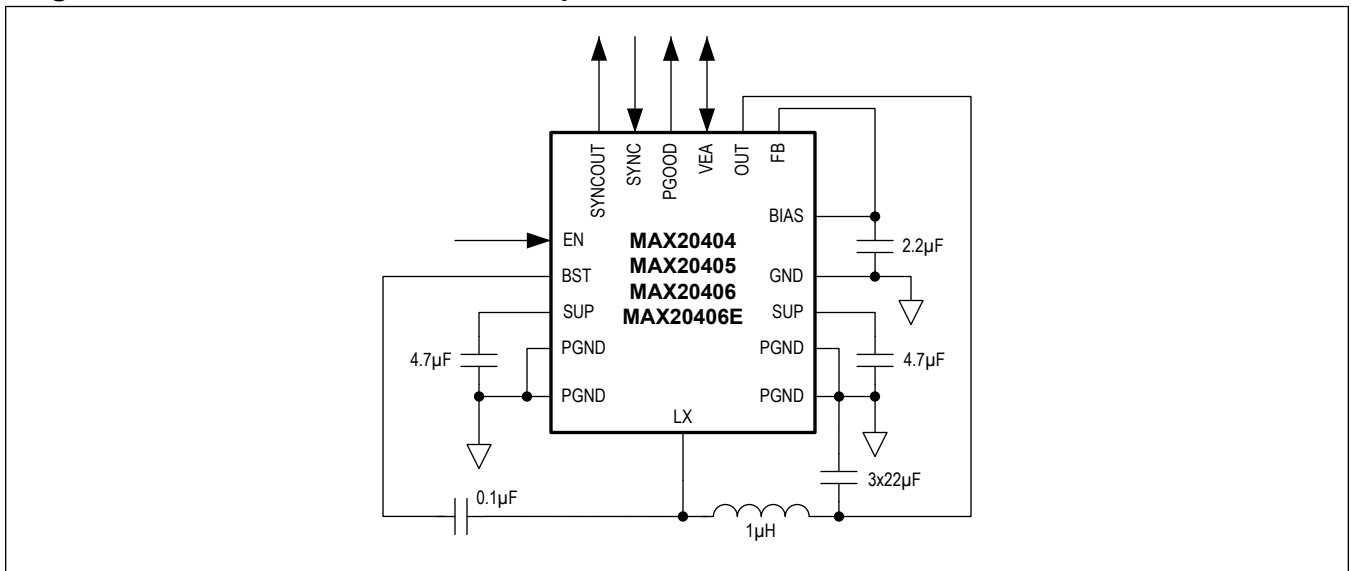 SYNCOUT
SYNC
PGOOD
VEA
OUT
FB
BIAS
2.2µF
EN
MAX20404
MAX20405
MAX20406
MAX20406E
BST
GND
SUP
SUP
4.7µF
PGND
PGND
4.7µF
PGND
PGND
LX
3x22µF
0.1µF
1µH